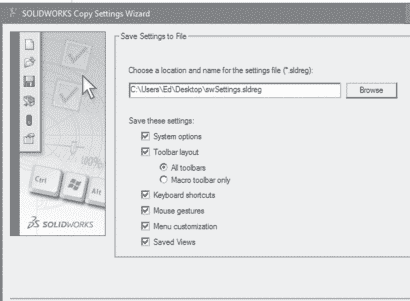 SOLIDWORKS Copy Settings Wizard
Save Settings to File
Choose a location and name for the settings file (*.sldreg):
C:\Users\Ed\Desktop\swSettings.sldreg
Browse
Save these settings:
System options
Toolbar layout
All toolbars
Macro toolbar only
Keyboard shortcuts
Mouse gestures
Menu customization
Saved Views
100%
Ctrl
Alt
SOLIDWORKS